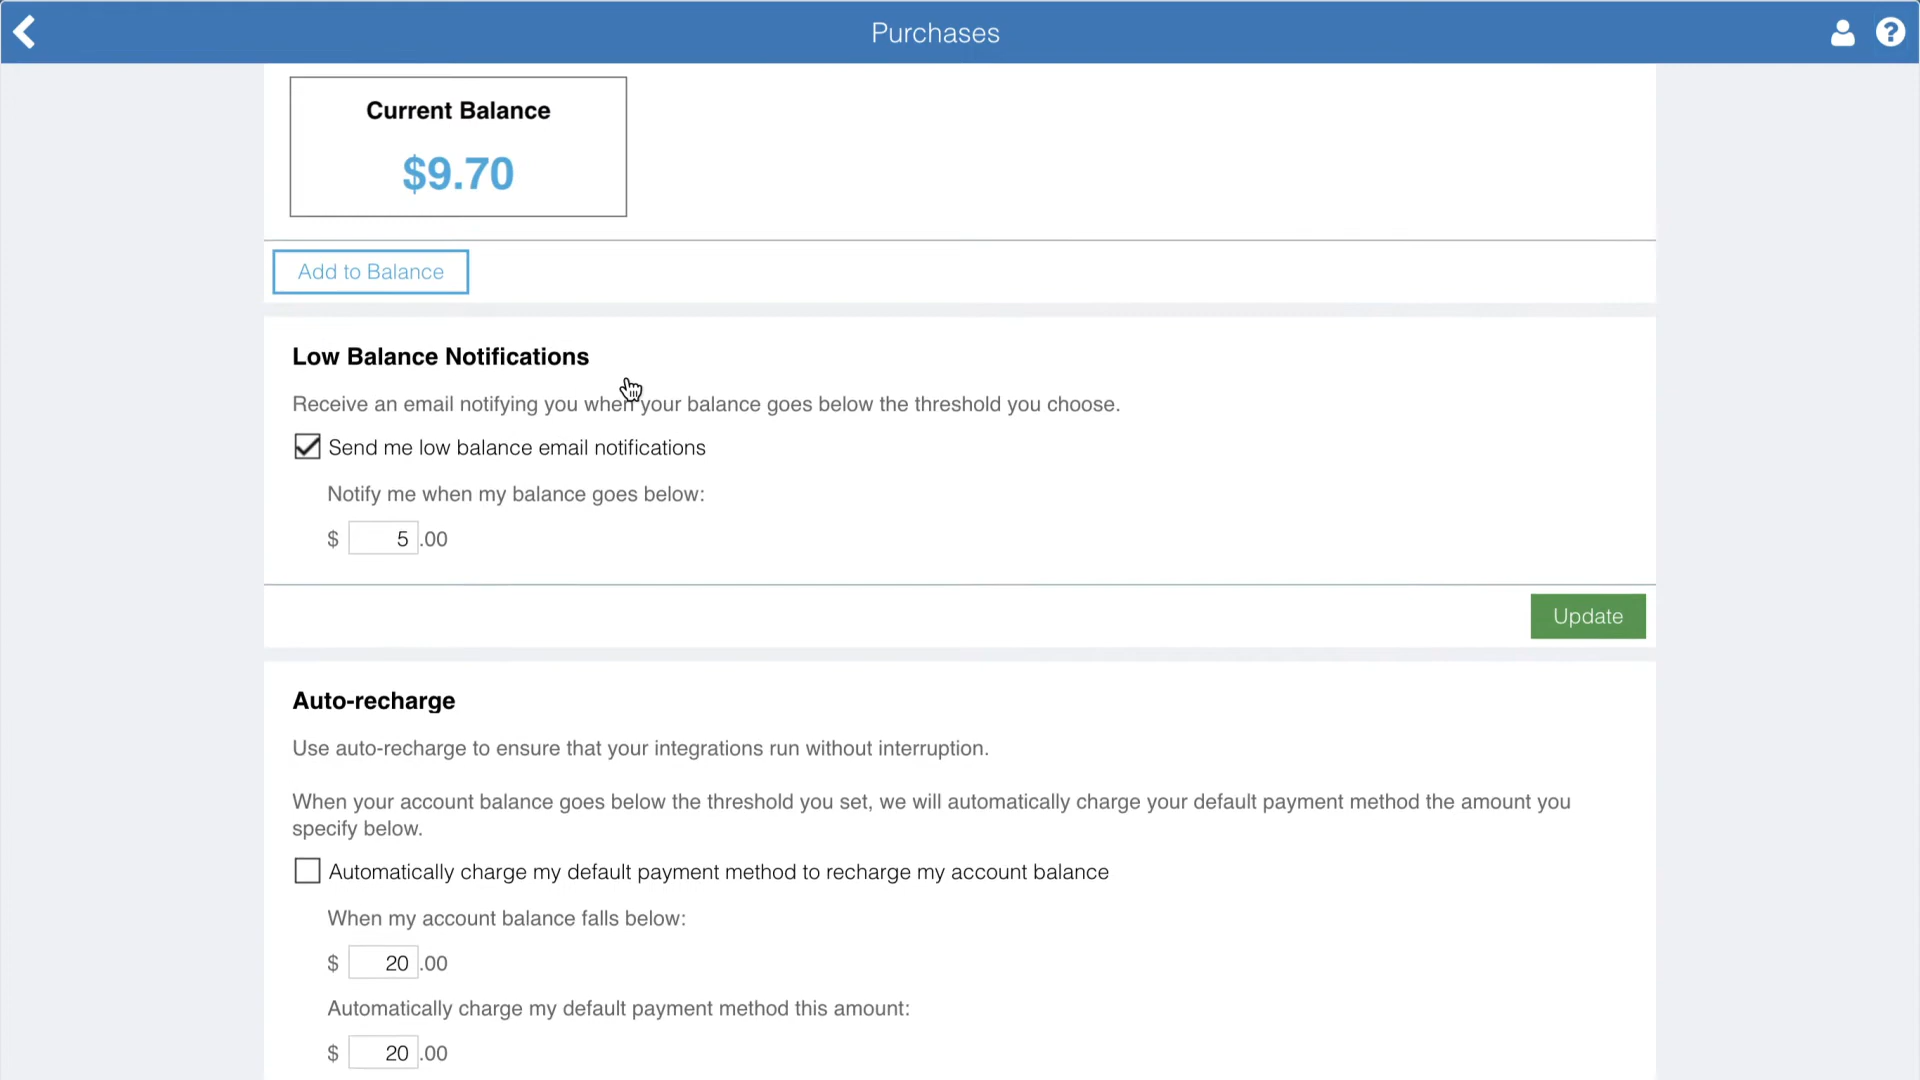 Purchases
Current Balance
$9.70
Add to Balance
Low Balance Notifications
Receive an email notifying you when your balance goes below the threshold you choose.
Send me low balance email notifications
Notify me when my balance goes below:
$ 5 .00
Update
Auto-recharge
Use auto-recharge to ensure that your integrations run without interruption.
When your account balance goes below the threshold you set, we will automatically charge your default payment method the amount you
specify below.
Automatically charge my default payment method to recharge my account balance
When my account balance falls below:
$ 20 .00
Automatically charge my default payment method this amount:
$ 20 .00